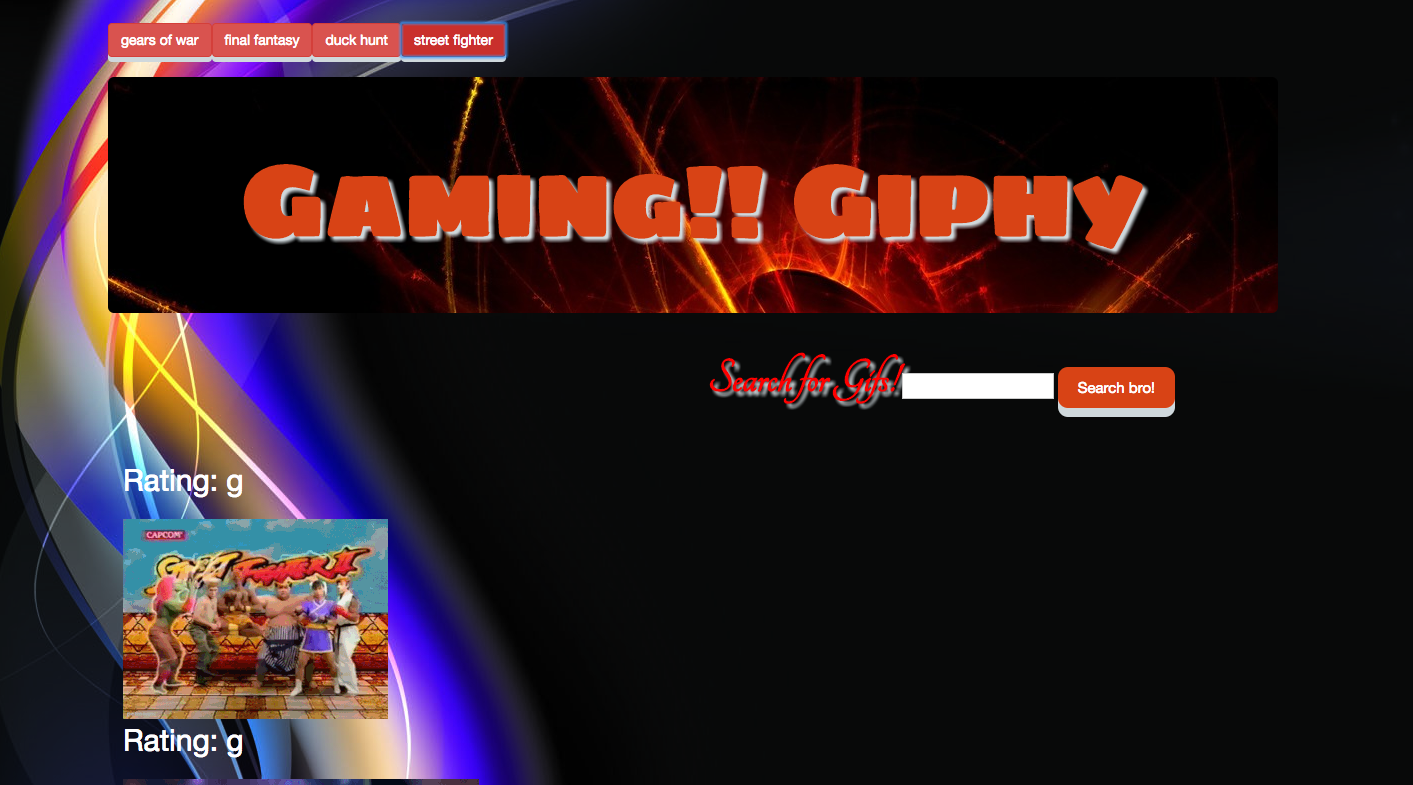 gears of war final fantasy duck hunt street fighter
Gaming!! Giphy
Search for Gifs! Search bro!
Rating: g
CAPCOM
Street Fighter II
Rating: g